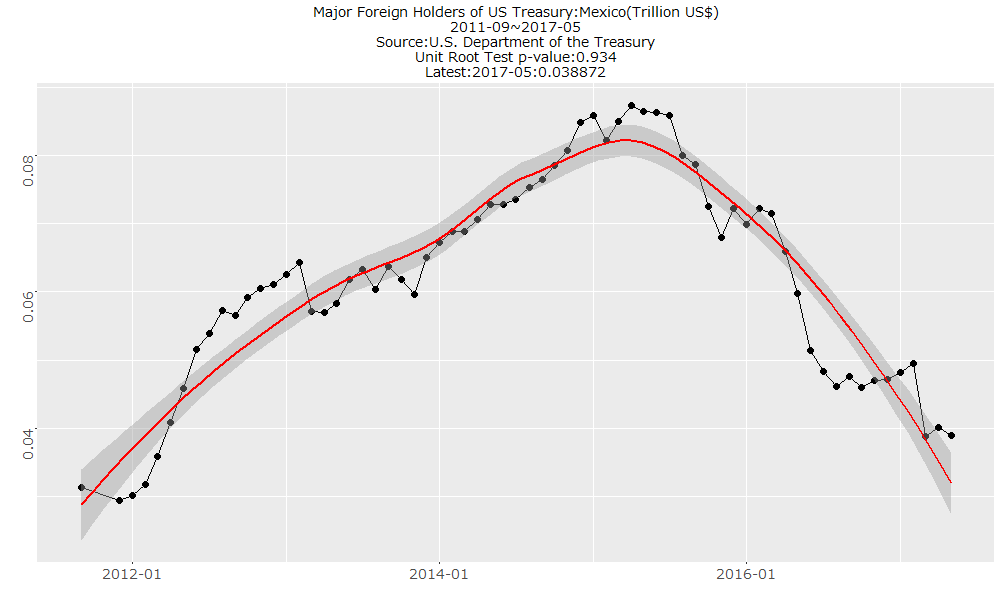 Major Foreign Holders of US Treasury:Mexico(Trillion US$)
2011-09~2017-05
Source:U.S. Department of the Treasury
Unit Root Test p-value:0.934
Latest:2017-05:0.038872
0.08
0.06
0.04
2012-01
2014-01
2016-01